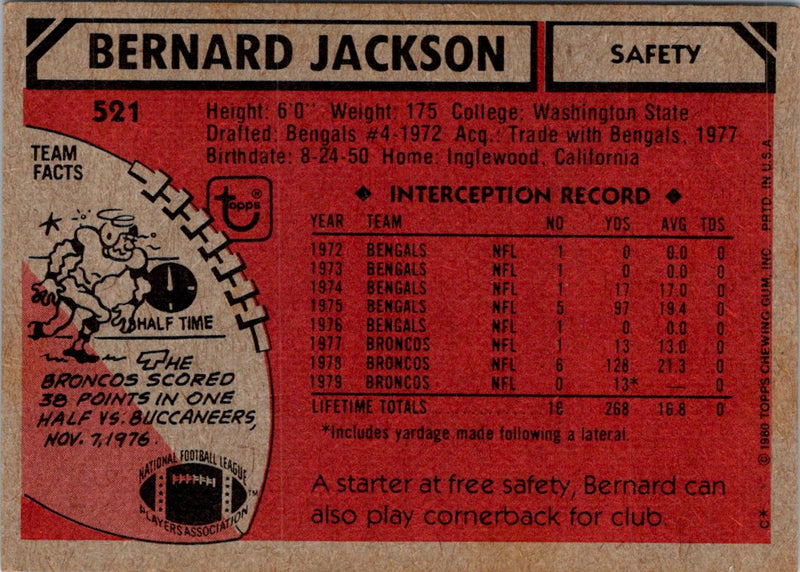 BERNARD JACKSON
SAFETY
521
Height: 6'0" Weight: 175 College: Washington State
Drafted: Bengals #4-1972 Acq.: Trade with Bengals, 1977
Birthdate: 8-24-50 Home: Inglewood, California
TEAM
FACTS
topps®
HALF TIME
THE
BRONCOS SCORED
38 POINTS IN ONE
HALF VS. BUCCANEERS,
NOV. 7, 1976.
NATIONAL FOOTBALL LEAGUE
PLAYERS ASSOCIATION™
◆ INTERCEPTION RECORD ◆
YEAR TEAM NO YDS AVG TDS
1972 BENGALS NFL 1 0 0.0 0
1973 BENGALS NFL 1 0 0.0 0
1974 BENGALS NFL 1 17 17.0 0
1975 BENGALS NFL 5 97 19.4 0
1976 BENGALS NFL 1 0 0.0 0
1977 BRONCOS NFL 1 13 13.0 0
1978 BRONCOS NFL 6 128 21.3 0
1979 BRONCOS NFL 0 13* — 0
LIFETIME TOTALS 16 268 16.8 0
*Includes yardage made following a lateral.
A starter at free safety, Bernard can
also play cornerback for club.
© 1980 TOPPS CHEWING GUM, INC. PRTD. IN U.S.A.
C*